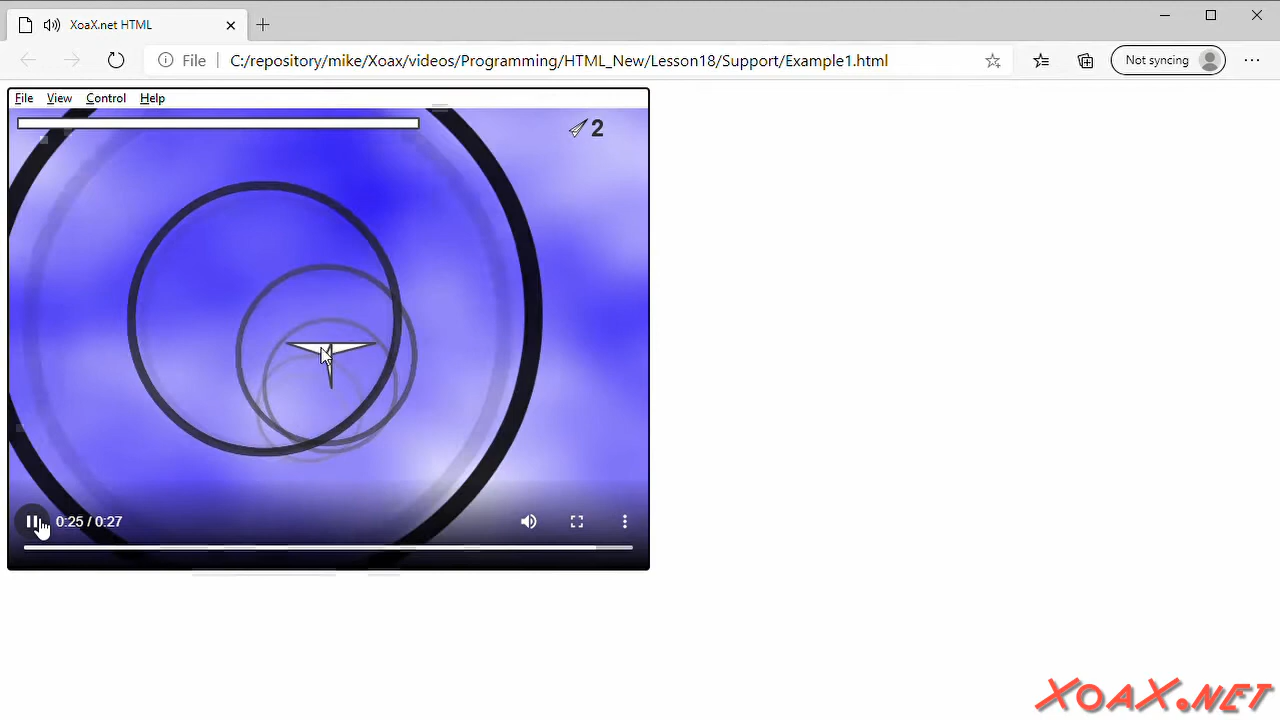 XoaX.net HTML
File C:/repository/mike/Xoax/videos/Programming/HTML_New/Lesson18/Support/Example1.html Not syncing
File View Control Help
2
0:25 / 0:27
XOAX.NET